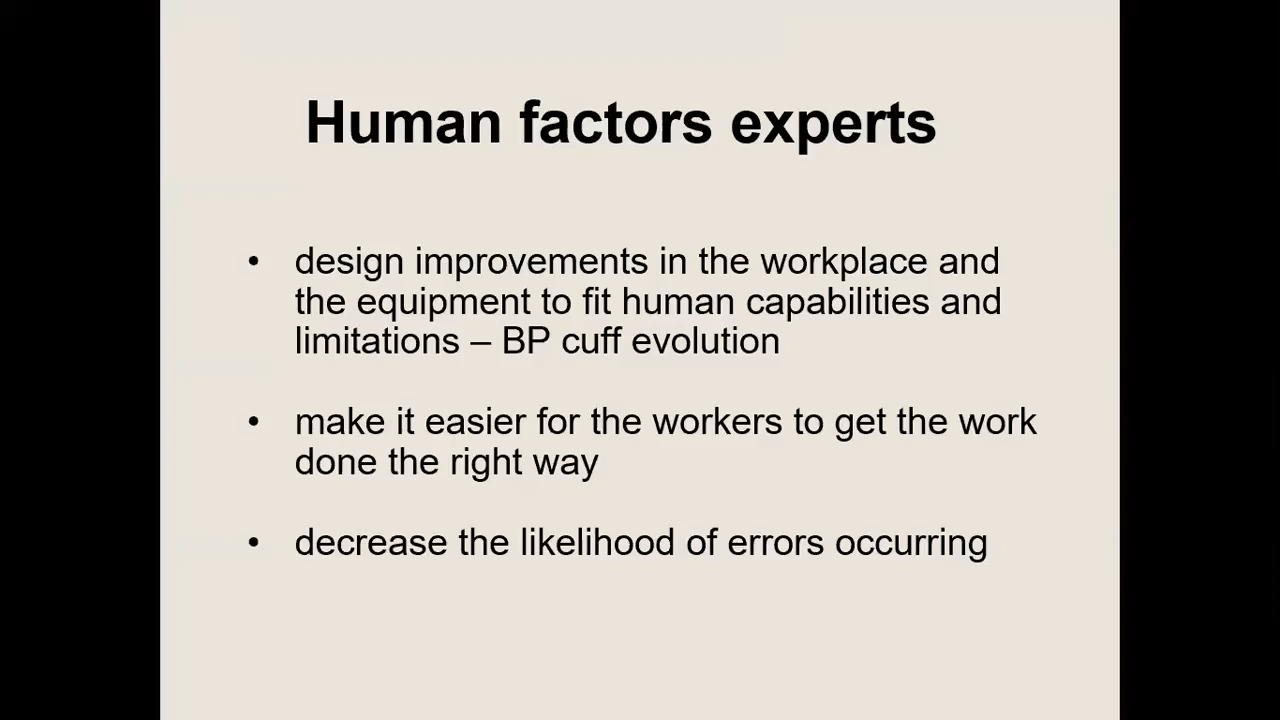 Human factors experts
• design improvements in the workplace and
the equipment to fit human capabilities and
limitations – BP cuff evolution
• make it easier for the workers to get the work
done the right way
• decrease the likelihood of errors occurring